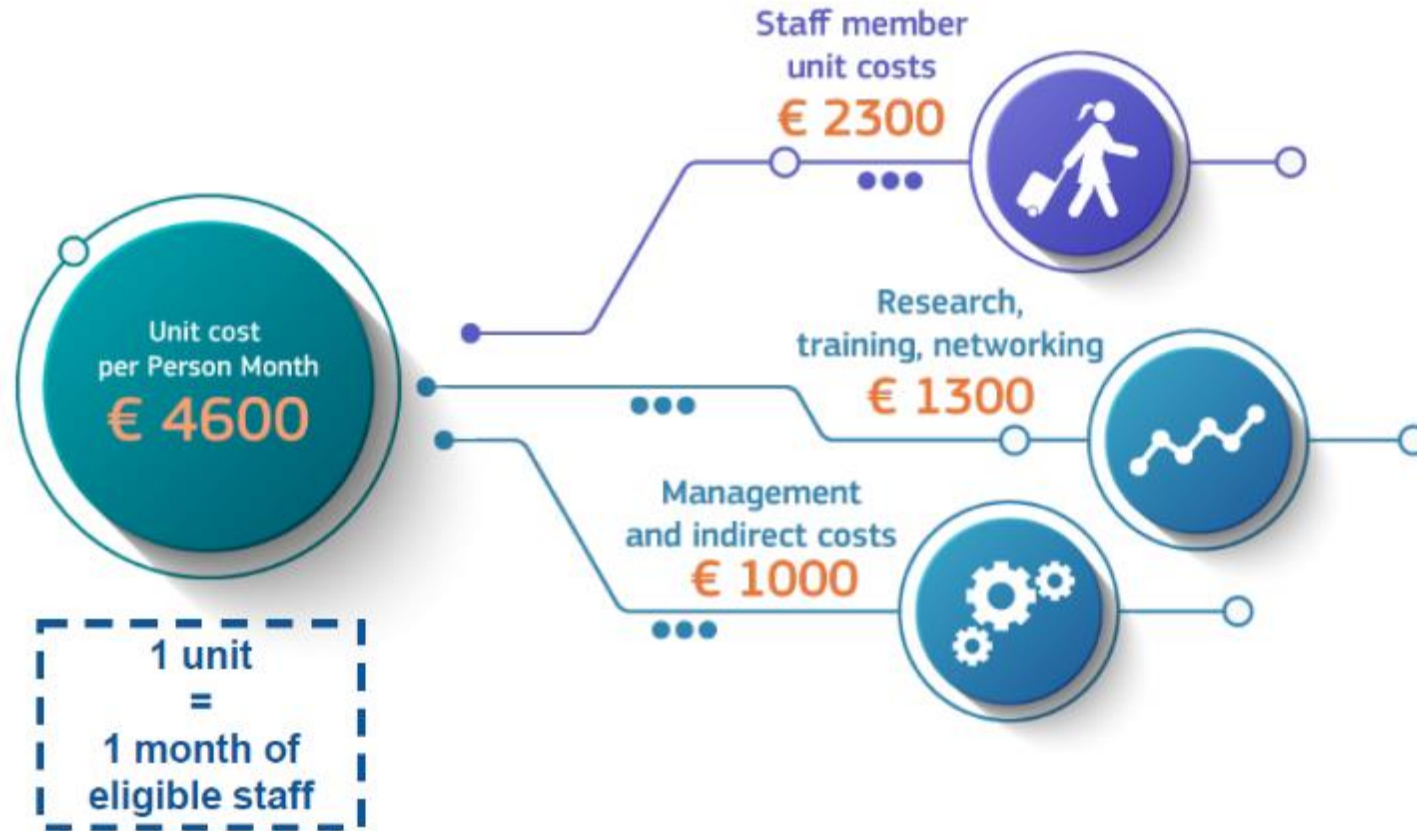 Staff member
unit costs
€ 2300
Unit cost
per Person Month
€ 4600
Research,
training, networking
€ 1300
Management
and indirect costs
€ 1000
1 unit
=
1 month of
eligible staff